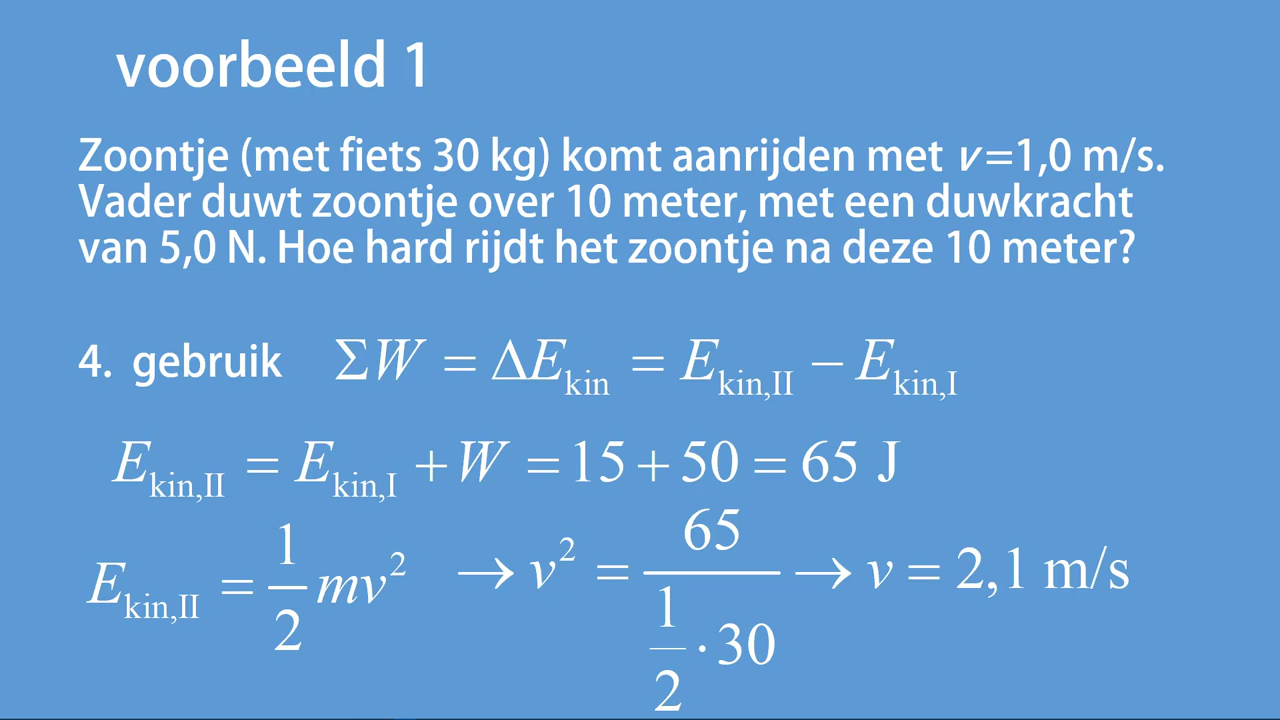 voorbeeld 1
Zoontje (met fiets 30 kg) komt aanrijden met v=1,0 m/s.
Vader duwt zoontje over 10 meter, met een duwkracht
van 5,0 N. Hoe hard rijdt het zoontje na deze 10 meter?
4. gebruik ΣW = ΔE_kin = E_kin,II − E_kin,I
E_kin,II = E_kin,I + W = 15 + 50 = 65 J
E_kin,II = 1/2 mv² → v² = 65 / (1/2 · 30) → v = 2,1 m/s